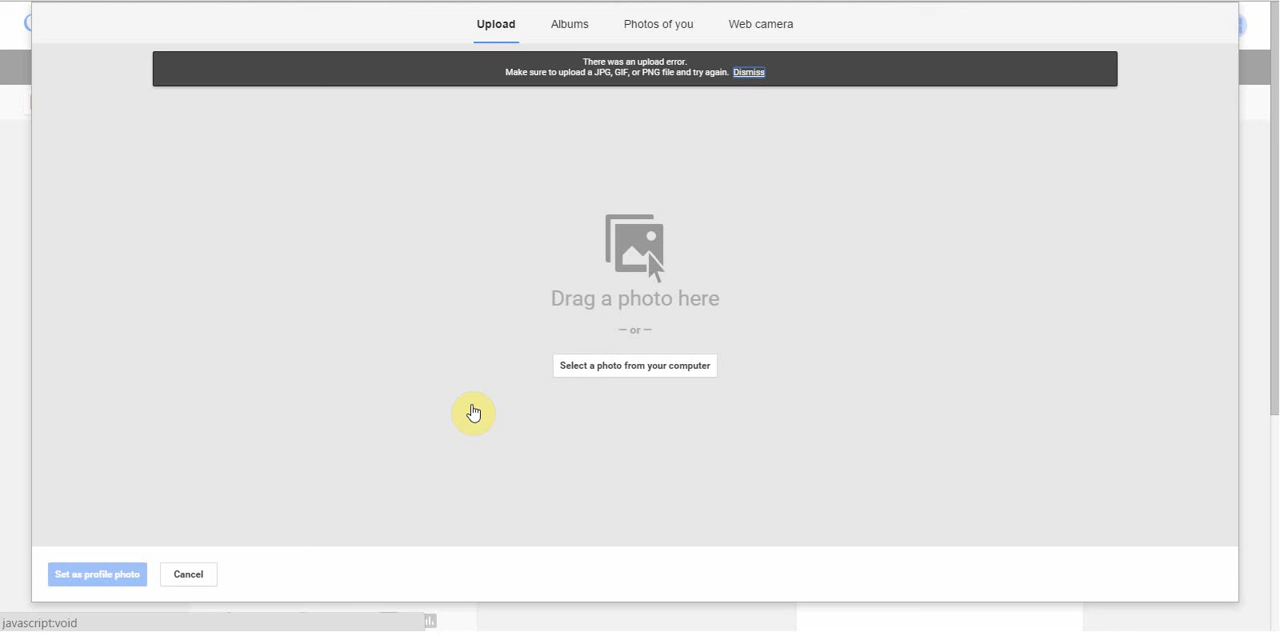 Upload Albums Photos of you Web camera
There was an upload error.
Make sure to upload a JPG, GIF, or PNG file and try again. Dismiss
Drag a photo here
— or —
Select a photo from your computer
Set as profile photo Cancel
javascript:void